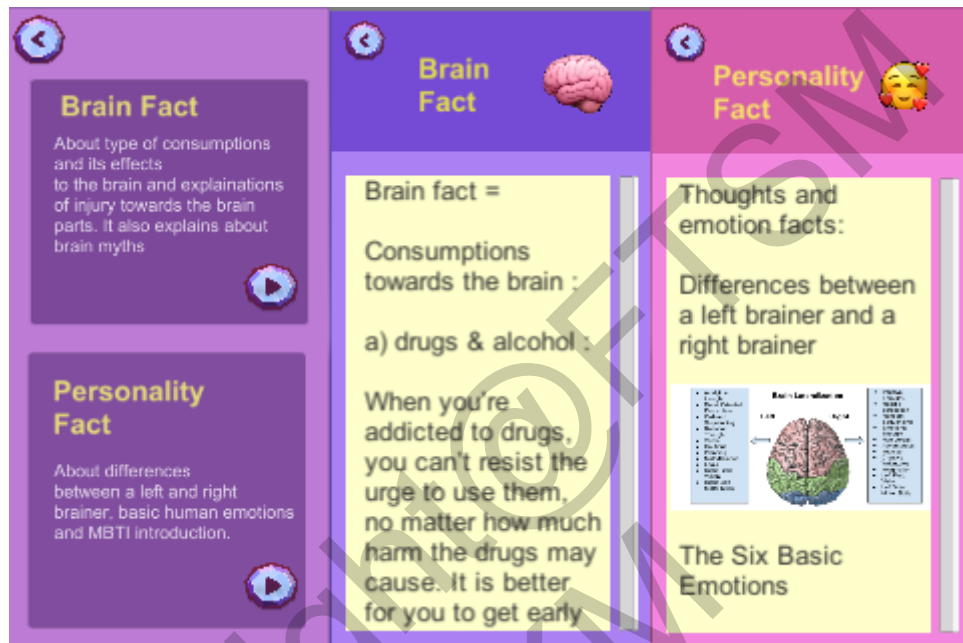 Brain Fact
About type of consumptions
and its effects
to the brain and explainations
of injury towards the brain
parts. It also explains about
brain myths
Personality
Fact
About differences
between a left and right
brainer, basic human emotions
and MBTI introduction.
Brain
Fact
Brain fact =
Consumptions
towards the brain :
a) drugs & alcohol :
When you're
addicted to drugs,
you can't resist the
urge to use them,
no matter how much
harm the drugs may
cause. It is better
for you to get early
Personality
Fact
Thoughts and
emotion facts:
Differences between
a left brainer and a
right brainer
Brain Lateralization
Left
Right
The Six Basic
Emotions
@FTSM